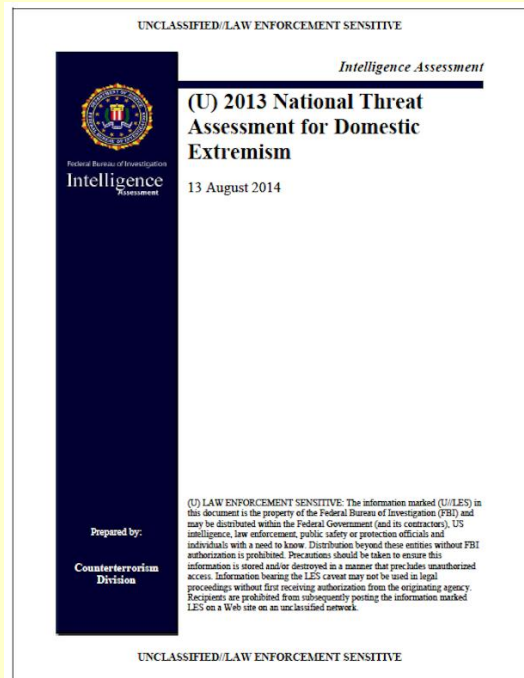 UNCLASSIFIED//LAW ENFORCEMENT SENSITIVE
Intelligence Assessment
(U) 2013 National Threat
Assessment for Domestic
Extremism
13 August 2014
Federal Bureau of Investigation
Intelligence
Assessment
(U) LAW ENFORCEMENT SENSITIVE: The information marked (U//LES) in
this document is the property of the Federal Bureau of Investigation (FBI) and
may be distributed within the Federal Government (and its contractors), US
intelligence, law enforcement, public safety or protection officials and
individuals with a need to know. Distribution beyond these entities without FBI
authorization is prohibited. Precautions should be taken to ensure this
information is stored and/or destroyed in a manner that precludes unauthorized
access. Information bearing the LES caveat may not be used in legal
proceedings without first receiving authorization from the originating agency.
Recipients are prohibited from subsequently posting the information marked
LES on a Web site on an unclassified network.
Prepared by:
Counterterrorism
Division
UNCLASSIFIED//LAW ENFORCEMENT SENSITIVE